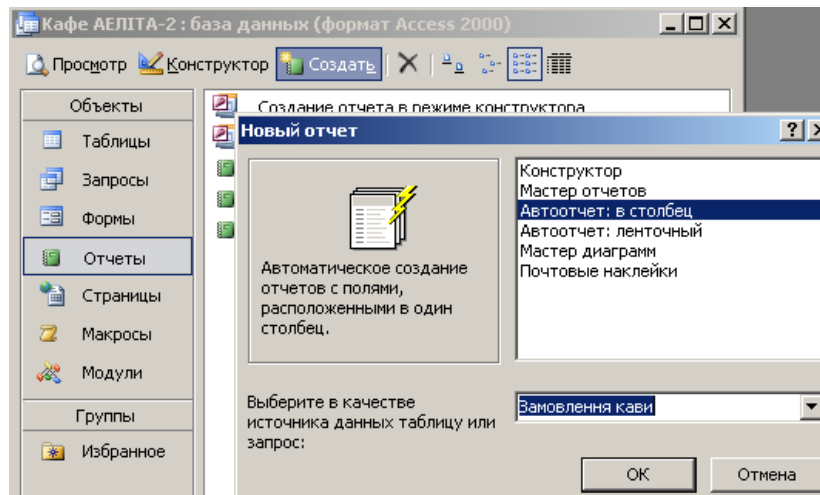 Кафе АЕЛІТА-2 : база данных (формат Access 2000)
Просмотр Конструктор Создать
Объекты
Таблицы
Запросы
Формы
Отчеты
Страницы
Макросы
Модули
Группы
Избранное
Создание отчета в режиме конструктора
Новый отчет
Автоматическое создание
отчетов с полями,
расположенными в один
столбец.
Конструктор
Мастер отчетов
Автоотчет: в столбец
Автоотчет: ленточный
Мастер диаграмм
Почтовые наклейки
Выберите в качестве
источника данных таблицу или
запрос:
Замовлення кави
ОК Отмена